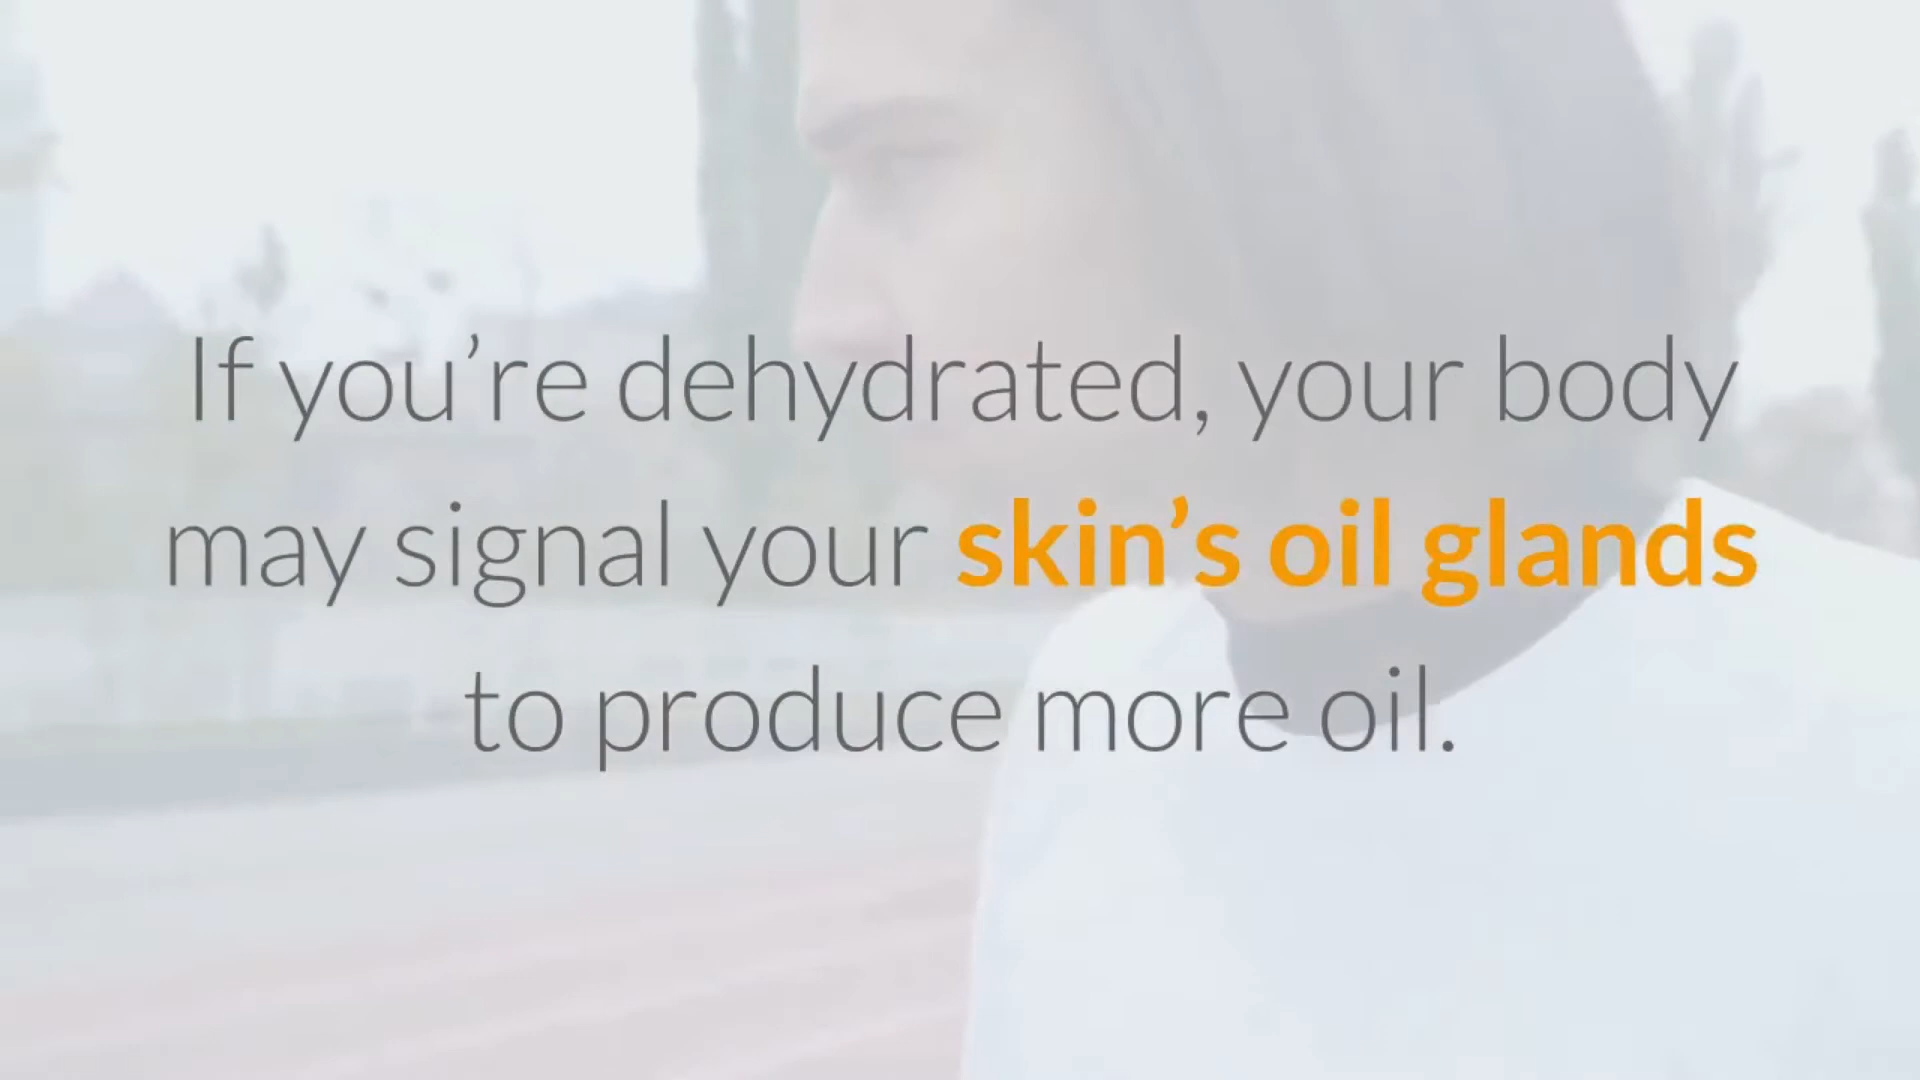 If you’re dehydrated, your body
may signal your skin’s oil glands
to produce more oil.